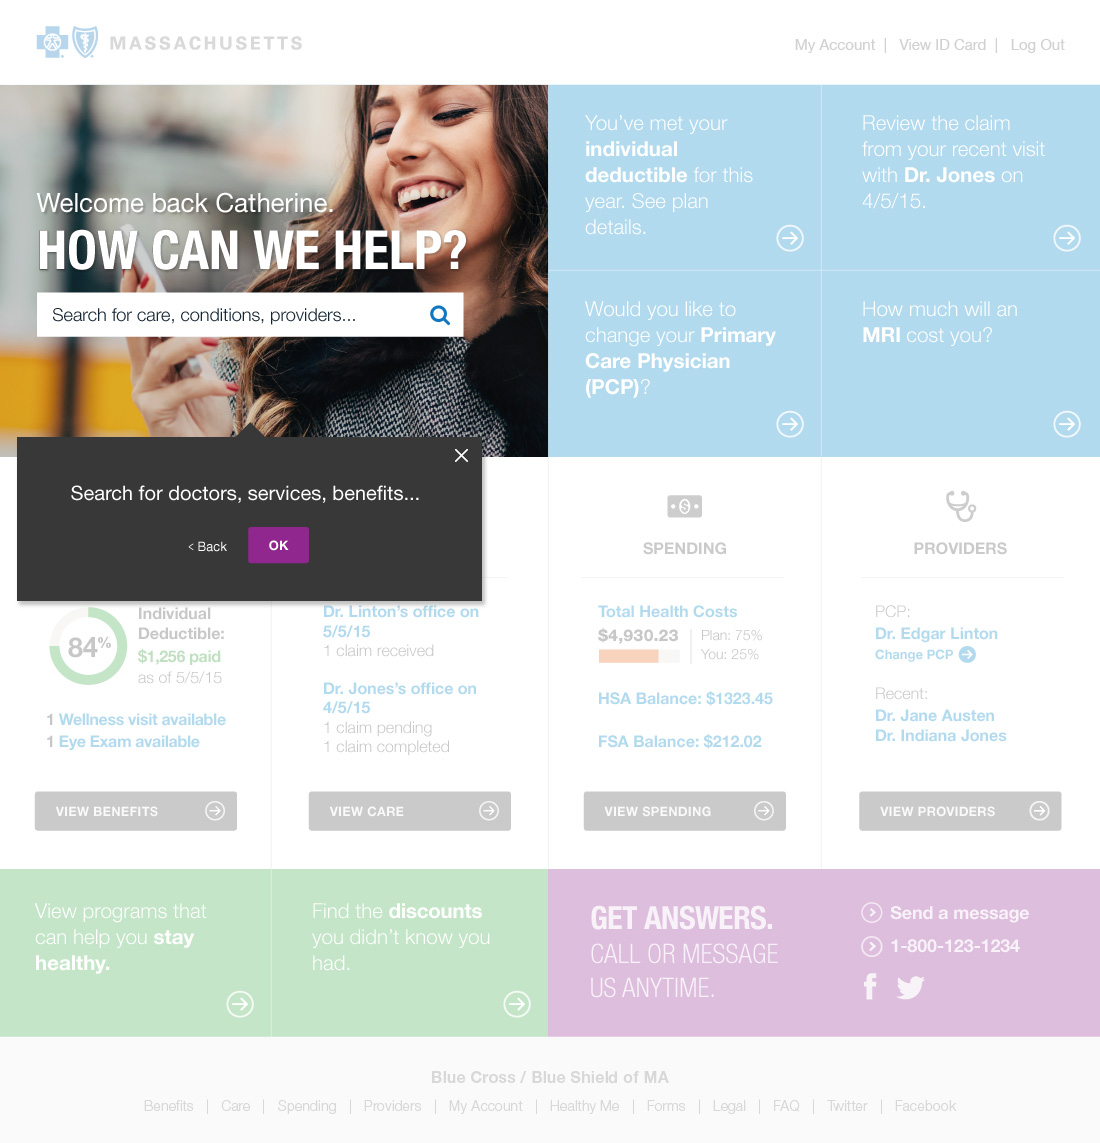 MASSACHUSETTS
My Account | View ID Card | Log Out
Welcome back Catherine.
HOW CAN WE HELP?
Search for care, conditions, providers...
You've met your
individual
deductible for this
year. See plan
details.
Review the claim
from your recent visit
with Dr. Jones on
4/5/15.
Would you like to
change your Primary
Care Physician
(PCP)?
How much will an
MRI cost you?
Search for doctors, services, benefits...
< Back
OK
84%
Individual
Deductible:
$1,256 paid
as of 5/5/15
1 Wellness visit available
1 Eye Exam available
VIEW BENEFITS
Dr. Linton's office on
5/5/15
1 claim received
Dr. Jones's office on
4/5/15
1 claim pending
1 claim completed
VIEW CARE
SPENDING
Total Health Costs
$4,930.23
Plan: 75%
You: 25%
HSA Balance: $1323.45
FSA Balance: $212.02
VIEW SPENDING
PROVIDERS
PCP:
Dr. Edgar Linton
Change PCP
Recent:
Dr. Jane Austen
Dr. Indiana Jones
VIEW PROVIDERS
View programs that
can help you stay
healthy.
Find the discounts
you didn't know you
had.
GET ANSWERS.
CALL OR MESSAGE
US ANYTIME.
Send a message
1-800-123-1234
Blue Cross / Blue Shield of MA
Benefits | Care | Spending | Providers | My Account | Healthy Me | Forms | Legal | FAQ | Twitter | Facebook